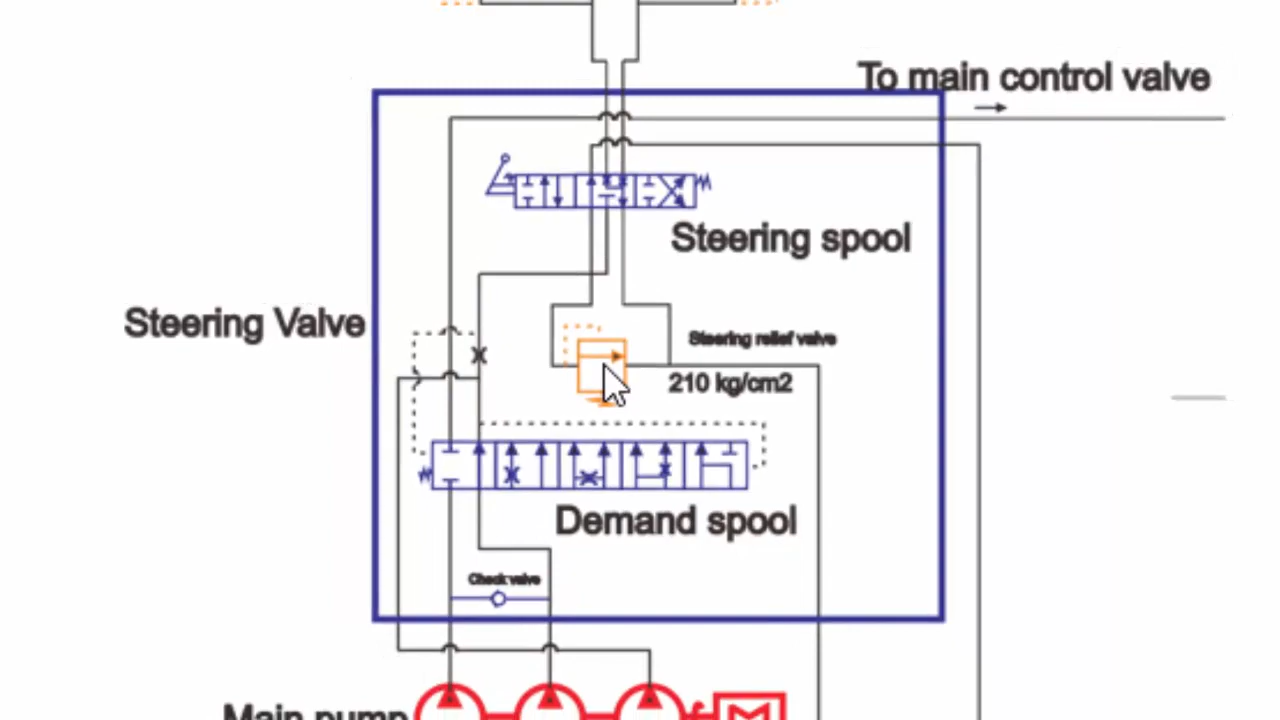 To main control valve
Steering spool
Steering Valve
Steering relief valve
210 kg/cm2
Demand spool
Check valve
Main pump